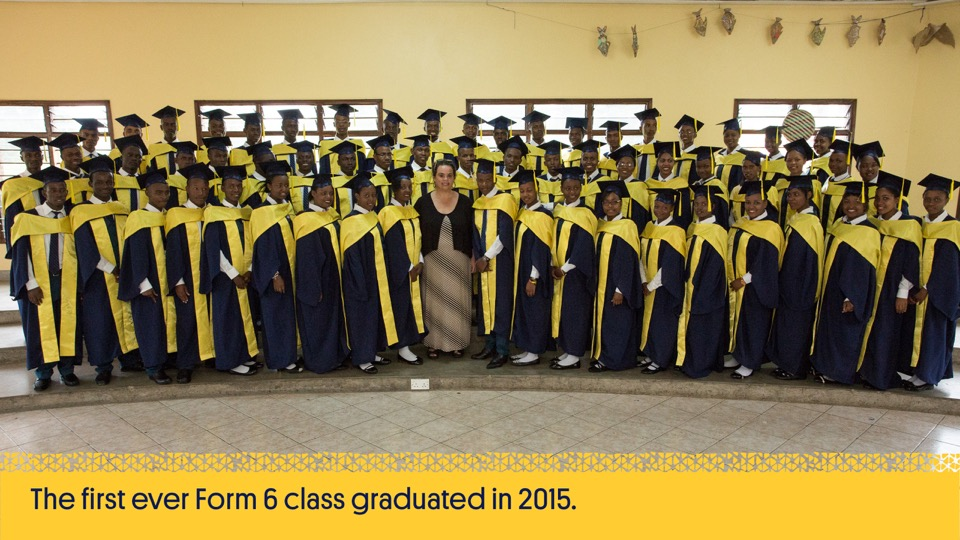 The first ever Form 6 class graduated in 2015.